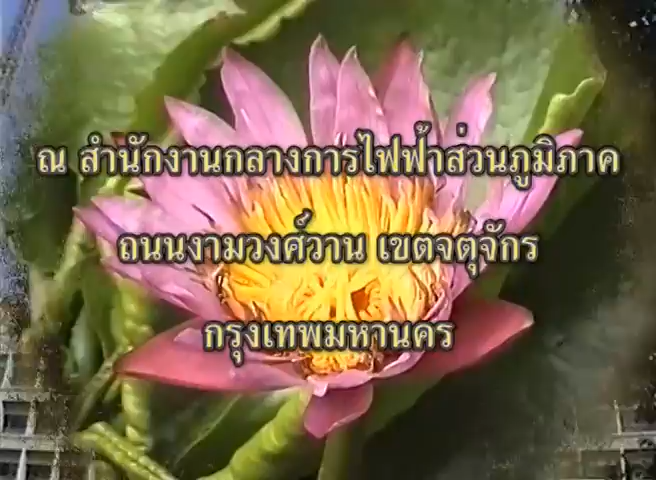 ณ สำนักงานกลางการไฟฟ้าส่วนภูมิภาค
ถนนงามวงศ์วาน เขตจตุจักร
กรุงเทพมหานคร